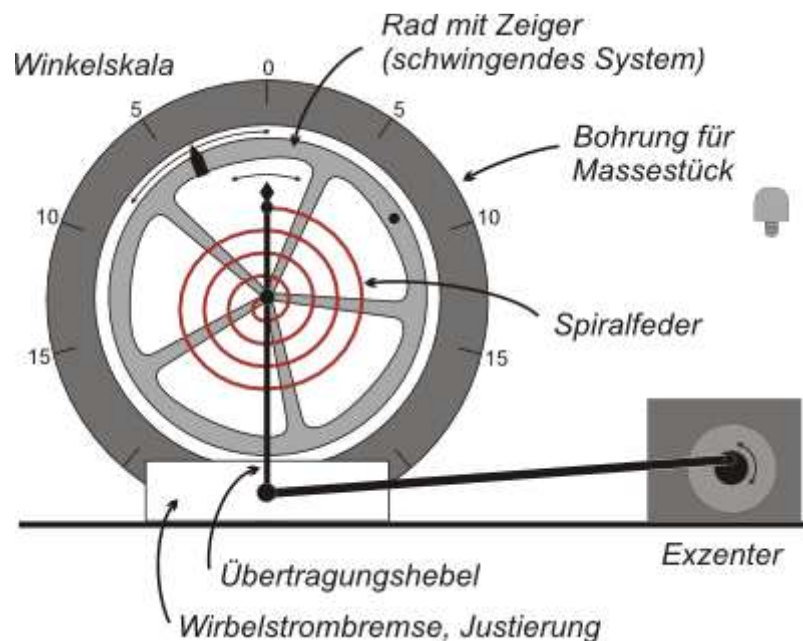 Rad mit Zeiger
(schwingendes System)
Winkelskala
0
5
5
Bohrung für
Massestück
10
10
Spiralfeder
15
15
Exzenter
Übertragungshebel
Wirbelstrombremse, Justierung